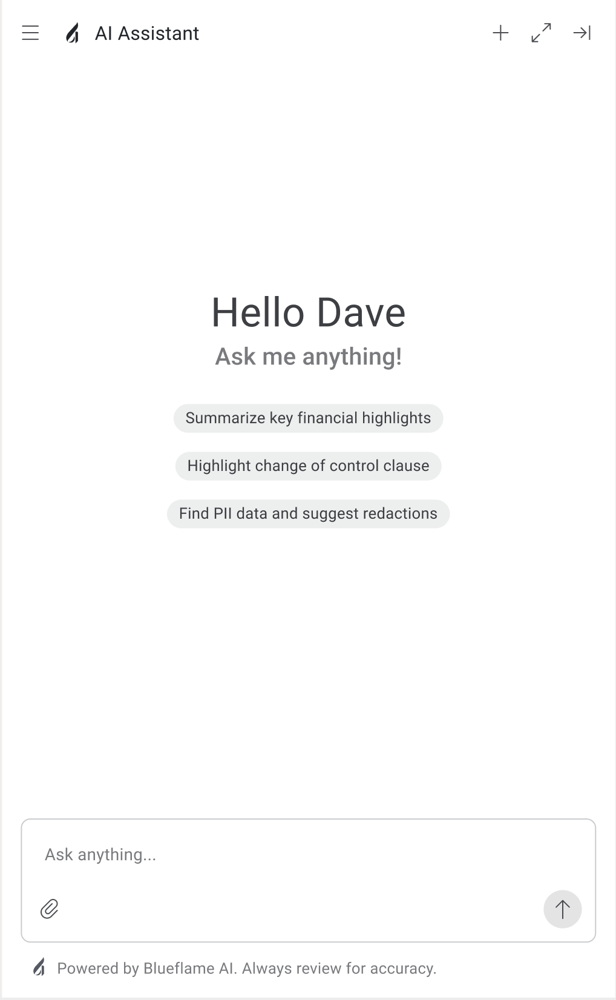 AI Assistant
Hello Dave
Ask me anything!
Summarize key financial highlights
Highlight change of control clause
Find PII data and suggest redactions
Ask anything...
Powered by Blueflame AI. Always review for accuracy.